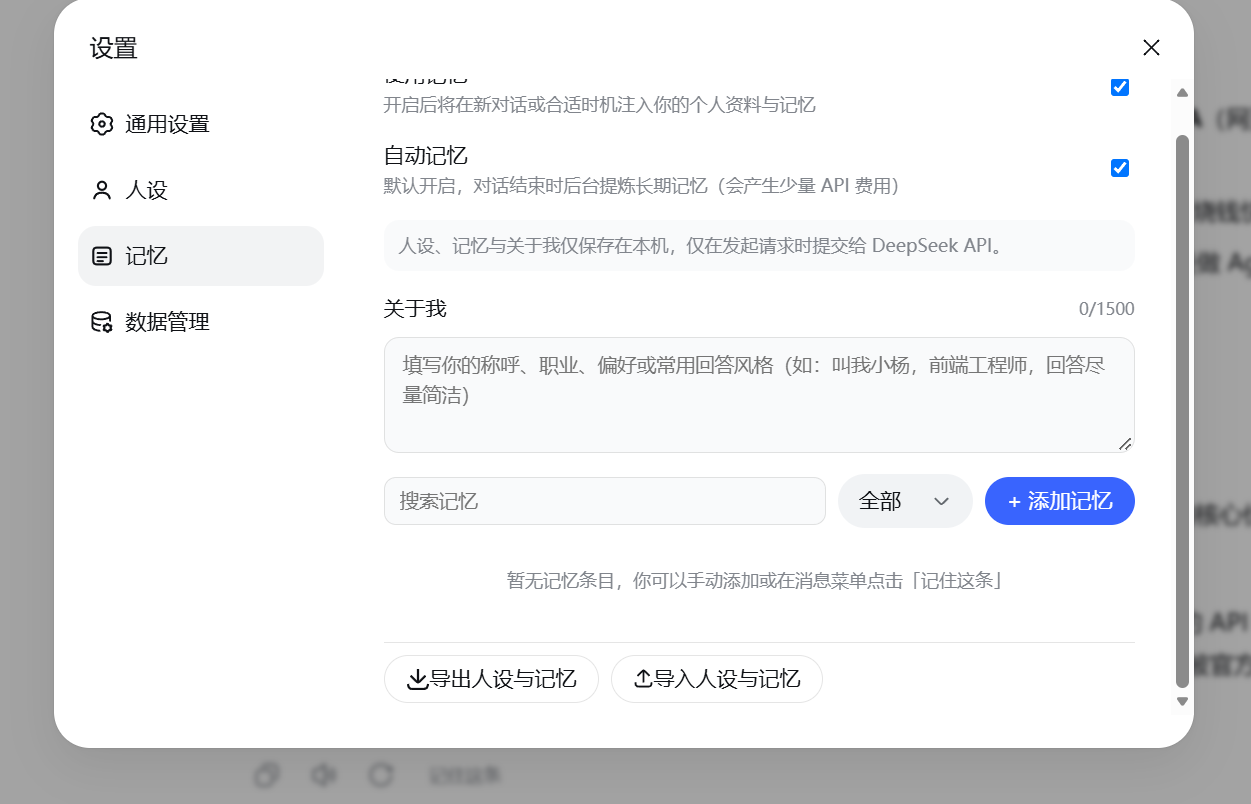 设置
通用设置
人设
记忆
数据管理
使用记忆
开启后将在新对话或合适时机注入你的个人资料与记忆
自动记忆
默认开启，对话结束时后台提炼长期记忆（会产生少量 API 费用）
人设、记忆与关于我仅保存在本机，仅在发起请求时提交给 DeepSeek API。
关于我
0/1500
填写你的称呼、职业、偏好或常用回答风格（如：叫我小杨，前端工程师，回答尽
量简洁）
搜索记忆
全部
+ 添加记忆
暂无记忆条目，你可以手动添加或在消息菜单点击「记住这条」
导出人设与记忆
导入人设与记忆
记住这条